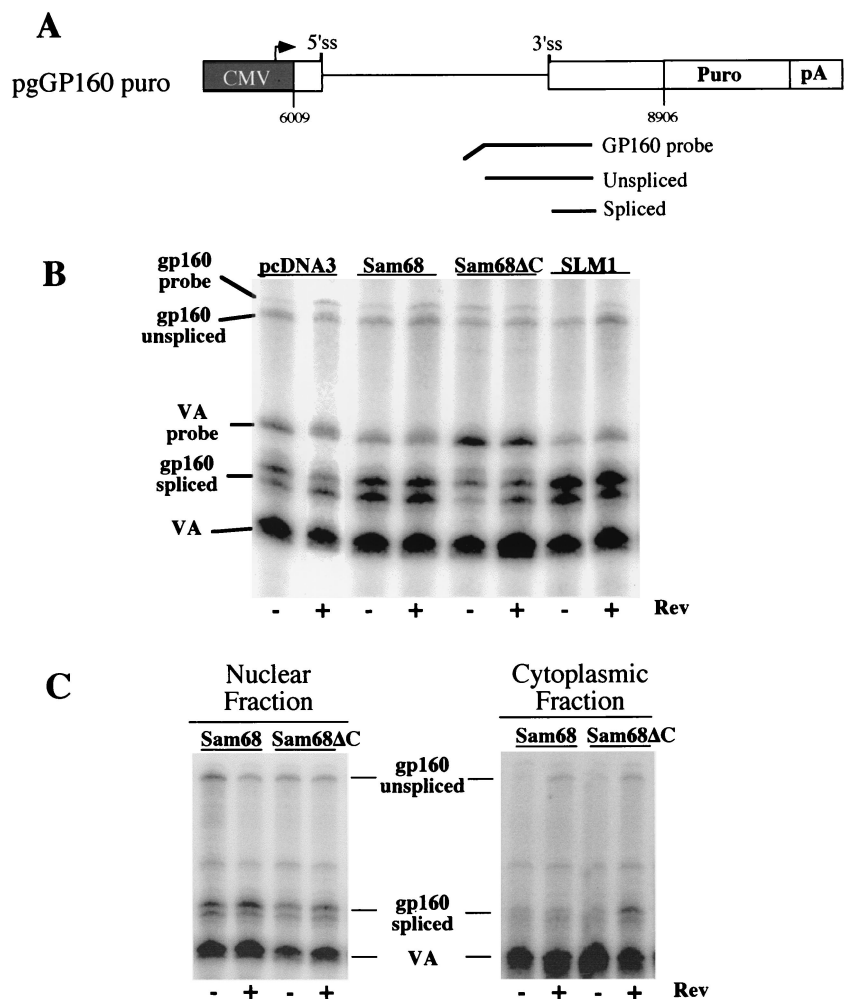 A
pgGP160 puro
CMV
5'ss
3'ss
Puro
pA
6009
8906
GP160 probe
Unspliced
Spliced
B
pcDNA3 Sam68 Sam68ΔC SLM1
gp160 probe
gp160 unspliced
VA probe
gp160 spliced
VA
- + - + - + - + Rev
C
Nuclear Fraction
Cytoplasmic Fraction
Sam68 Sam68ΔC
Sam68 Sam68ΔC
gp160 unspliced
gp160 spliced
VA
- + - +
- + - + Rev